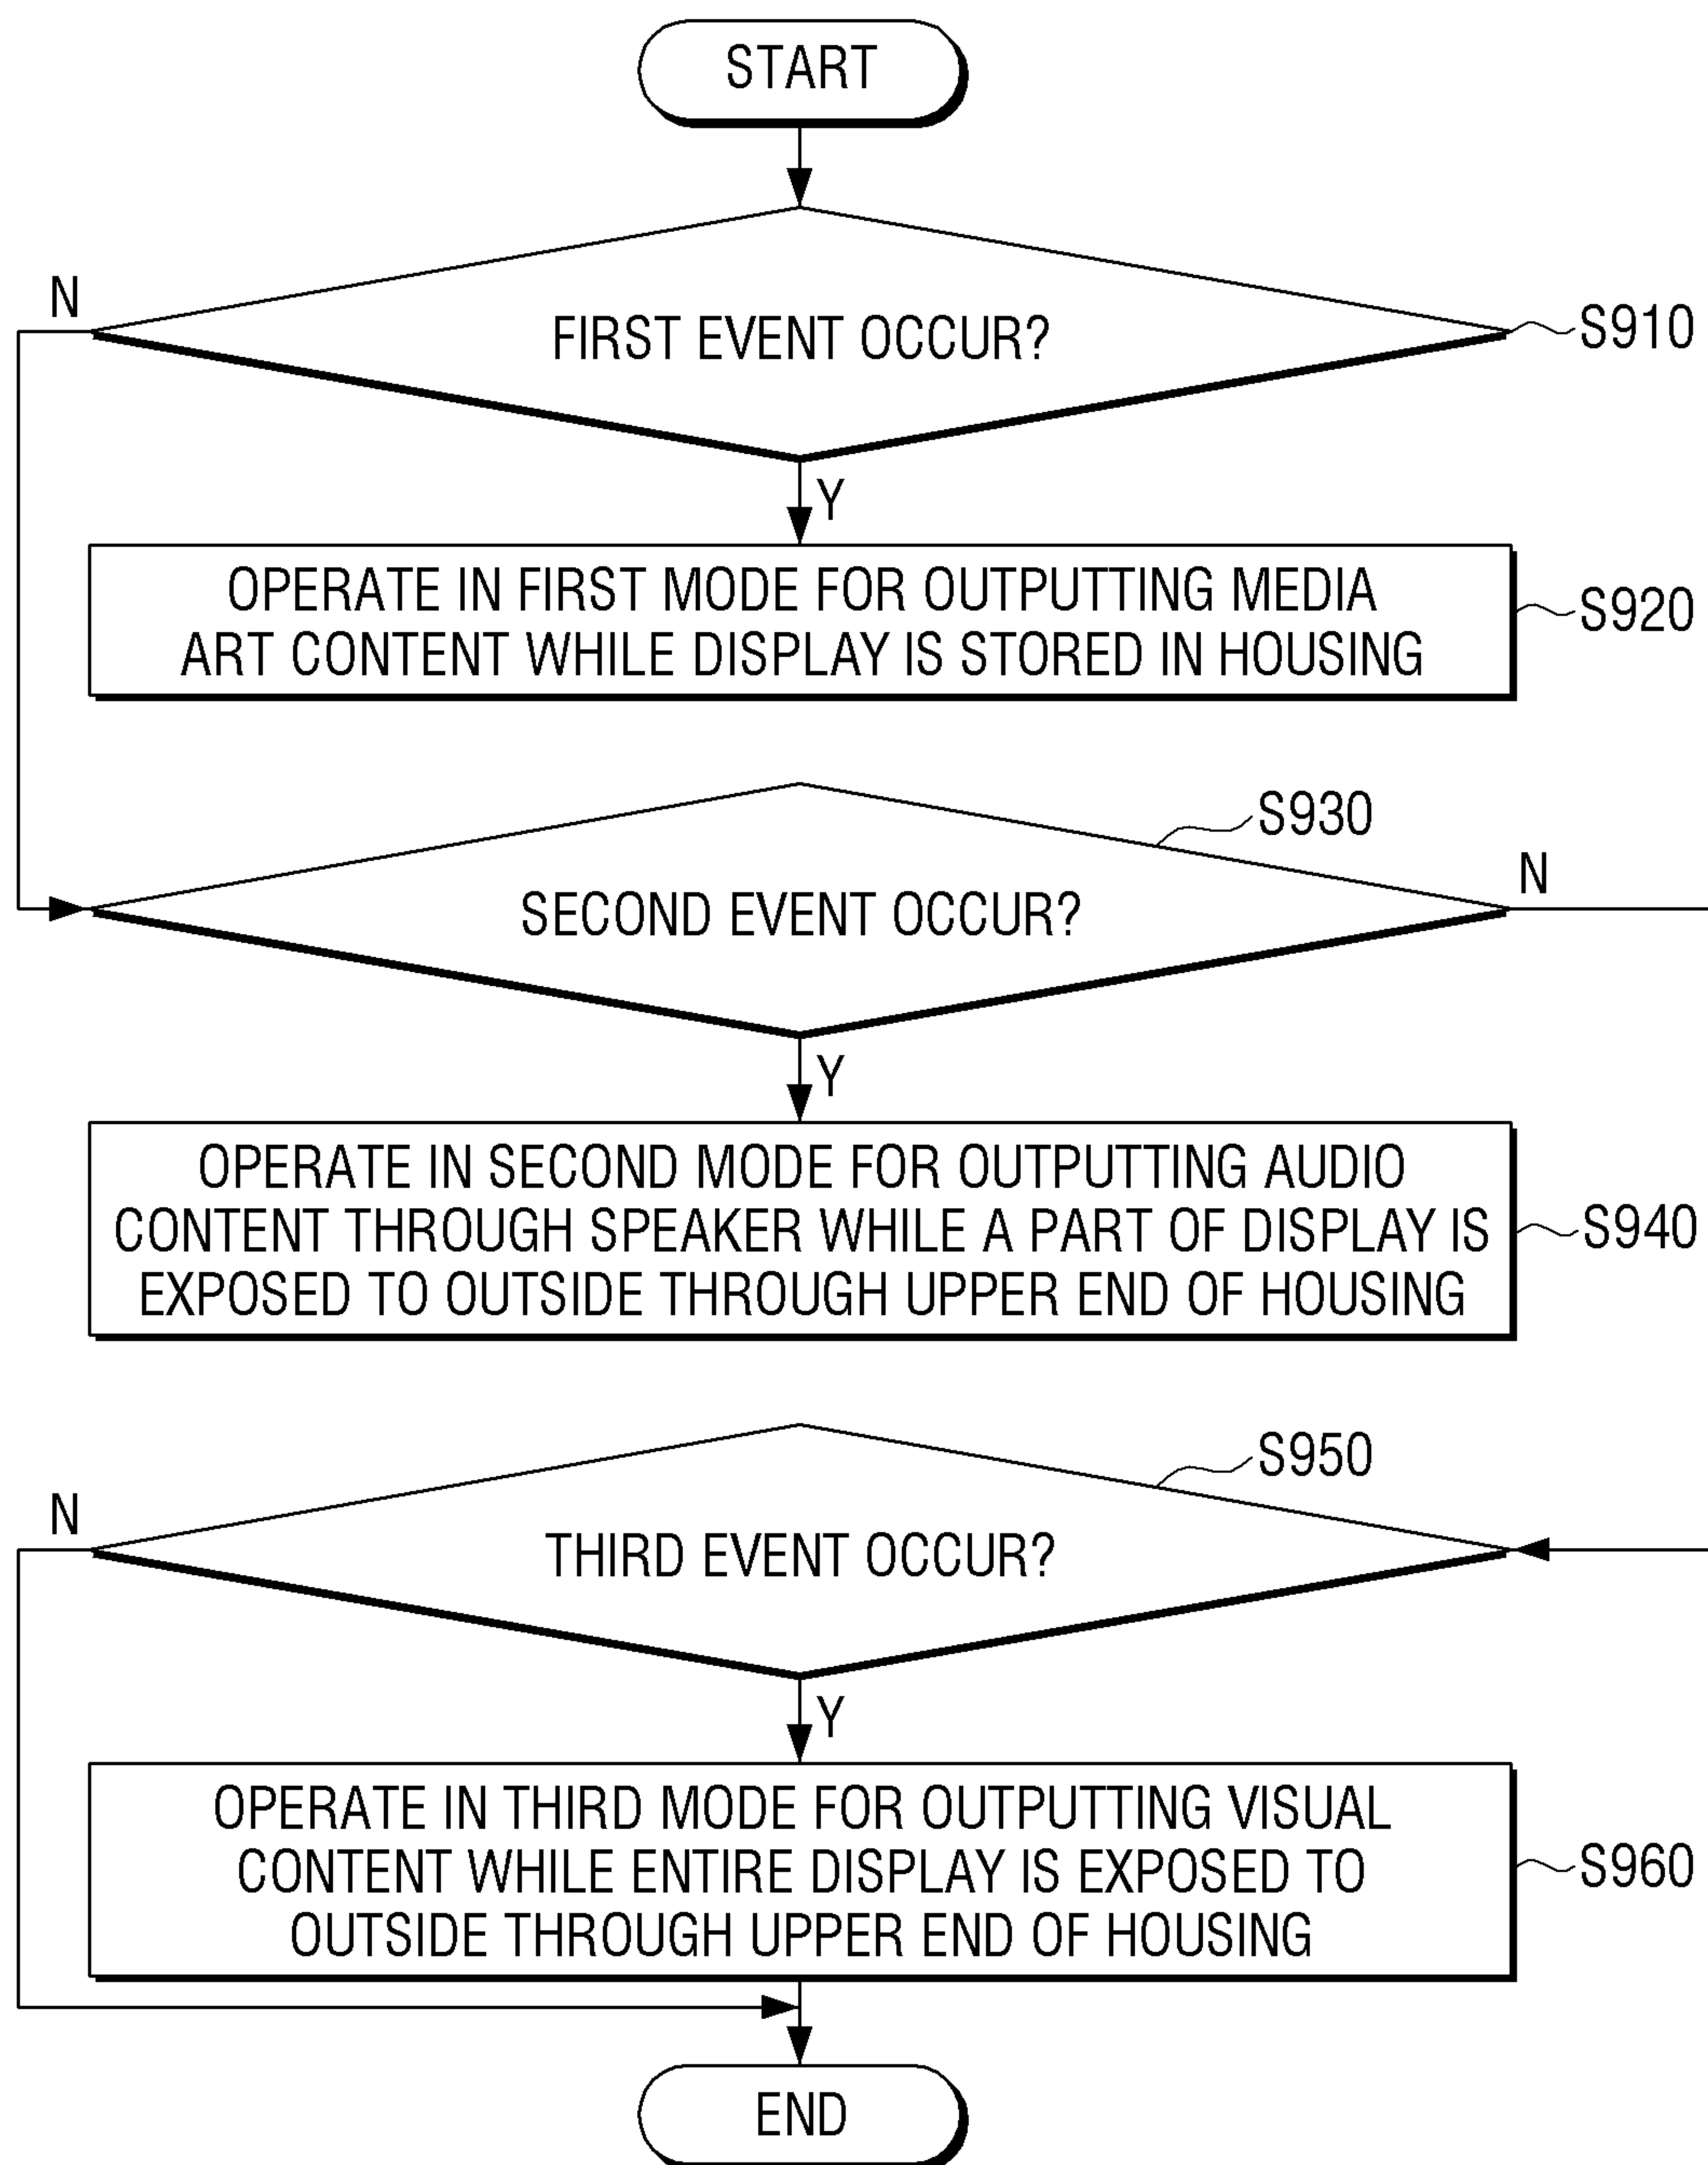 START
N
FIRST EVENT OCCUR?
S910
Y
OPERATE IN FIRST MODE FOR OUTPUTTING MEDIA
ART CONTENT WHILE DISPLAY IS STORED IN HOUSING
S920
S930
N
SECOND EVENT OCCUR?
Y
OPERATE IN SECOND MODE FOR OUTPUTTING AUDIO
CONTENT THROUGH SPEAKER WHILE A PART OF DISPLAY IS
EXPOSED TO OUTSIDE THROUGH UPPER END OF HOUSING
S940
S950
N
THIRD EVENT OCCUR?
Y
OPERATE IN THIRD MODE FOR OUTPUTTING VISUAL
CONTENT WHILE ENTIRE DISPLAY IS EXPOSED TO
OUTSIDE THROUGH UPPER END OF HOUSING
S960
END